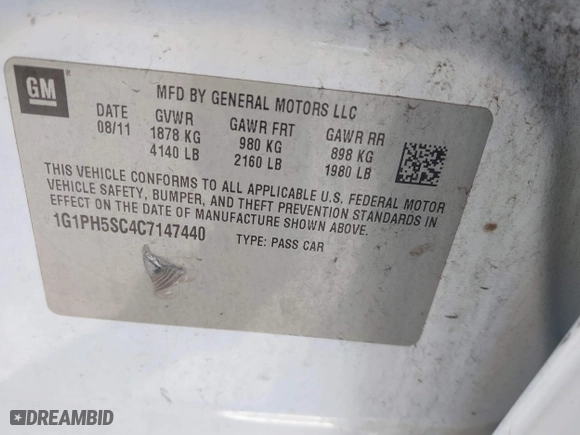 GM
MFD BY GENERAL MOTORS LLC
DATE GVWR GAWR FRT GAWR RR
08/11 1878 KG 980 KG 898 KG
4140 LB 2160 LB 1980 LB
THIS VEHICLE CONFORMS TO ALL APPLICABLE U.S. FEDERAL MOTOR
VEHICLE SAFETY, BUMPER, AND THEFT PREVENTION STANDARDS IN
EFFECT ON THE DATE OF MANUFACTURE SHOWN ABOVE.
1G1PH5SC4C7147440 TYPE: PASS CAR
DREAMBID